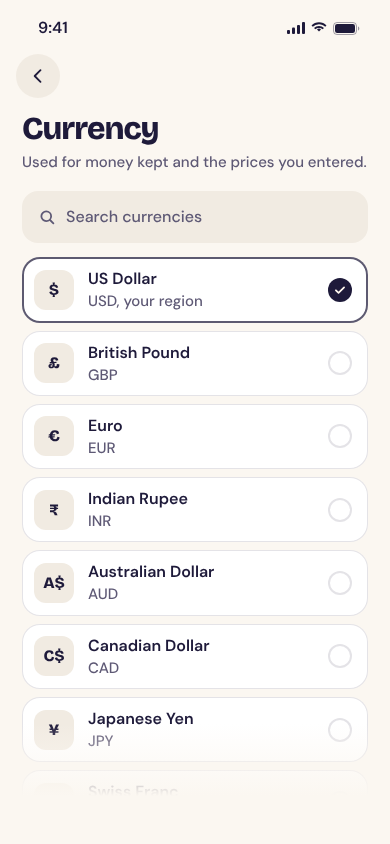 9:41
Currency
Used for money kept and the prices you entered.
Search currencies
$
US Dollar
USD, your region
£
British Pound
GBP
€
Euro
EUR
₹
Indian Rupee
INR
A$
Australian Dollar
AUD
C$
Canadian Dollar
CAD
¥
Japanese Yen
JPY
Swiss Franc